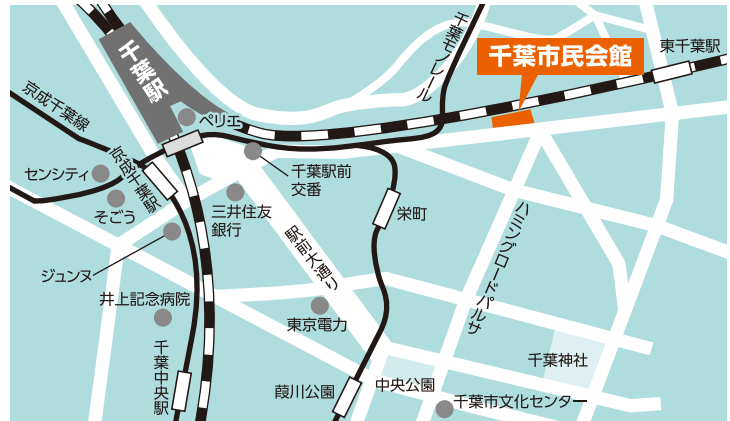 千葉モノレール
千葉市民会館
東千葉駅
千葉駅
京成千葉線
ペリエ
京成千葉駅
センシティ
千葉駅前
交番
そごう
三井住友
銀行
栄町
ハミングロードパルサ
駅前大通り
ジュンヌ
井上記念病院
東京電力
千葉中央駅
千葉神社
葭川公園
中央公園
千葉市文化センター